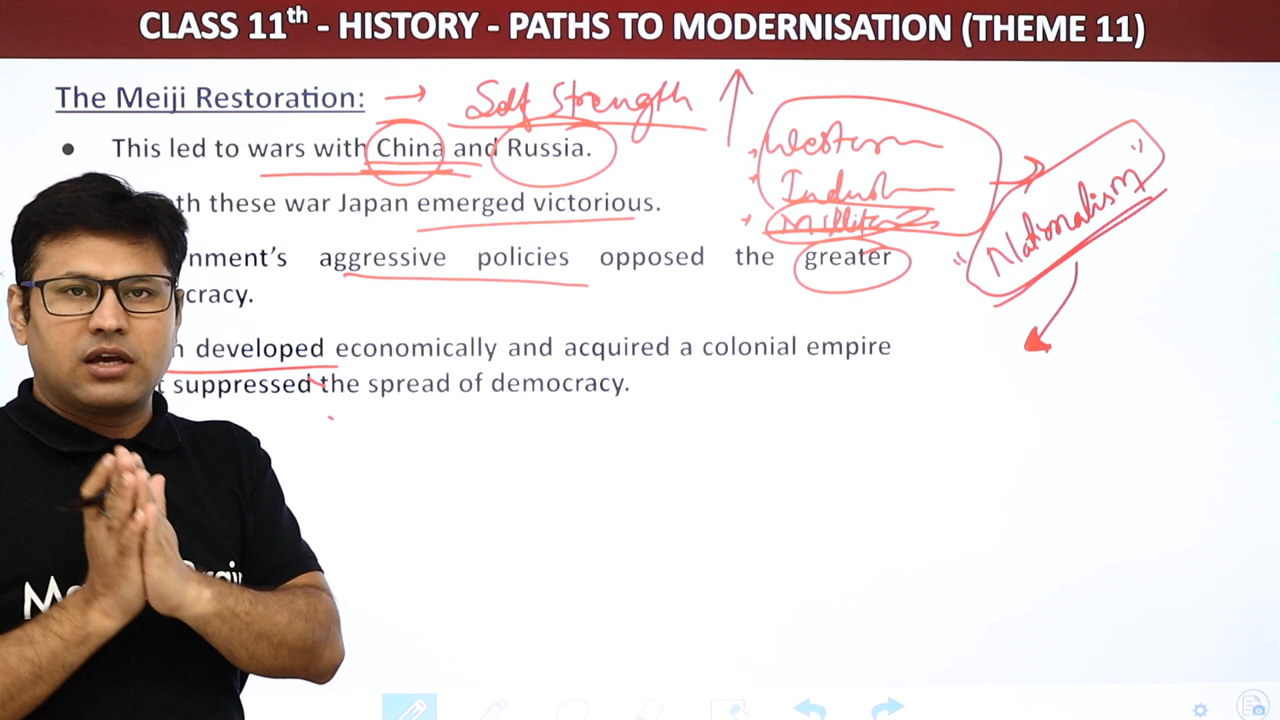 CLASS 11th - HISTORY - PATHS TO MODERNISATION (THEME 11)
The Meiji Restoration: → Self Strength
• This led to wars with China and Russia.
th these war Japan emerged victorious.
nment's aggressive policies opposed the greater
cracy.
n developed economically and acquired a colonial empire
t suppressed the spread of democracy.
Western
Indust
"Nationalism"